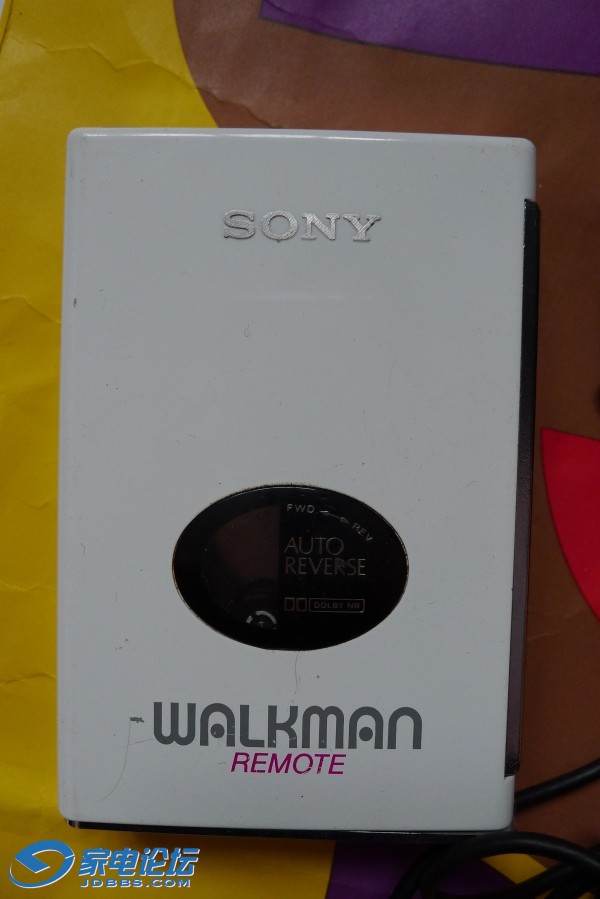 SONY
FWD REV
AUTO
REVERSE
DOLBY NR
WALKMAN
REMOTE
家电论坛
JDBBS.COM